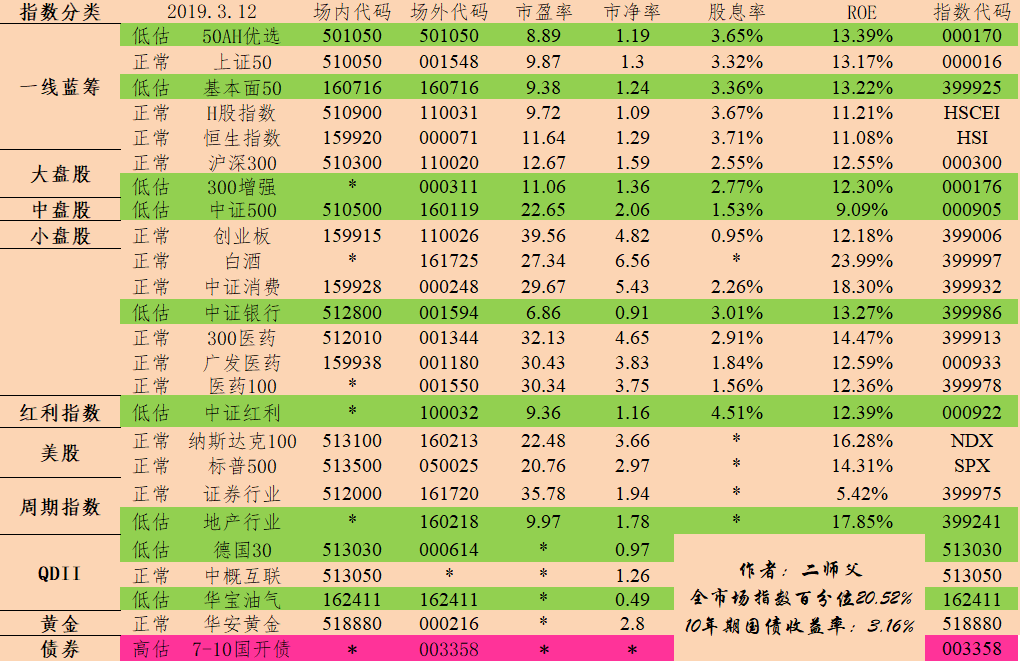 指数分类 2019.3.12 场内代码 场外代码 市盈率 市净率 股息率 ROE 指数代码
低估 50AH优选 501050 501050 8.89 1.19 3.65% 13.39% 000170
正常 上证50 510050 001548 9.87 1.3 3.32% 13.17% 000016
一线蓝筹 低估 基本面50 160716 160716 9.38 1.24 3.36% 13.22% 399925
正常 H股指数 510900 110031 9.72 1.09 3.67% 11.21% HSCEI
正常 恒生指数 159920 000071 11.64 1.29 3.71% 11.08% HSI
大盘股 正常 沪深300 510300 110020 12.67 1.59 2.55% 12.55% 000300
低估 300增强 * 000311 11.06 1.36 2.77% 12.30% 000176
中盘股 低估 中证500 510500 160119 22.65 2.06 1.53% 9.09% 000905
小盘股 正常 创业板 159915 110026 39.56 4.82 0.95% 12.18% 399006
正常 白酒 * 161725 27.34 6.56 * 23.99% 399997
正常 中证消费 159928 000248 29.67 5.43 2.26% 18.30% 399932
低估 中证银行 512800 001594 6.86 0.91 3.01% 13.27% 399986
正常 300医药 512010 001344 32.13 4.65 2.91% 14.47% 399913
正常 广发医药 159938 001180 30.43 3.83 1.84% 12.59% 000933
正常 医药100 * 001550 30.34 3.75 1.56% 12.36% 399978
红利指数 低估 中证红利 * 100032 9.36 1.16 4.51% 12.39% 000922
美股 正常 纳斯达克100 513100 160213 22.48 3.66 * 16.28% NDX
正常 标普500 513500 050025 20.76 2.97 * 14.31% SPX
周期指数 正常 证券行业 512000 161720 35.78 1.94 * 5.42% 399975
低估 地产行业 * 160218 9.97 1.78 * 17.85% 399241
低估 德国30 513030 000614 * 0.97 513030
QDII 正常 中概互联 513050 * * 1.26 513050
低估 华宝油气 162411 162411 * 0.49 162411
黄金 正常 华安黄金 518880 000216 * 2.8 518880
债券 高估 7-10国开债 * 003358 * * 003358
作者：二师父
全市场指数百分位20.52%
10年期国债收益率：3.16%